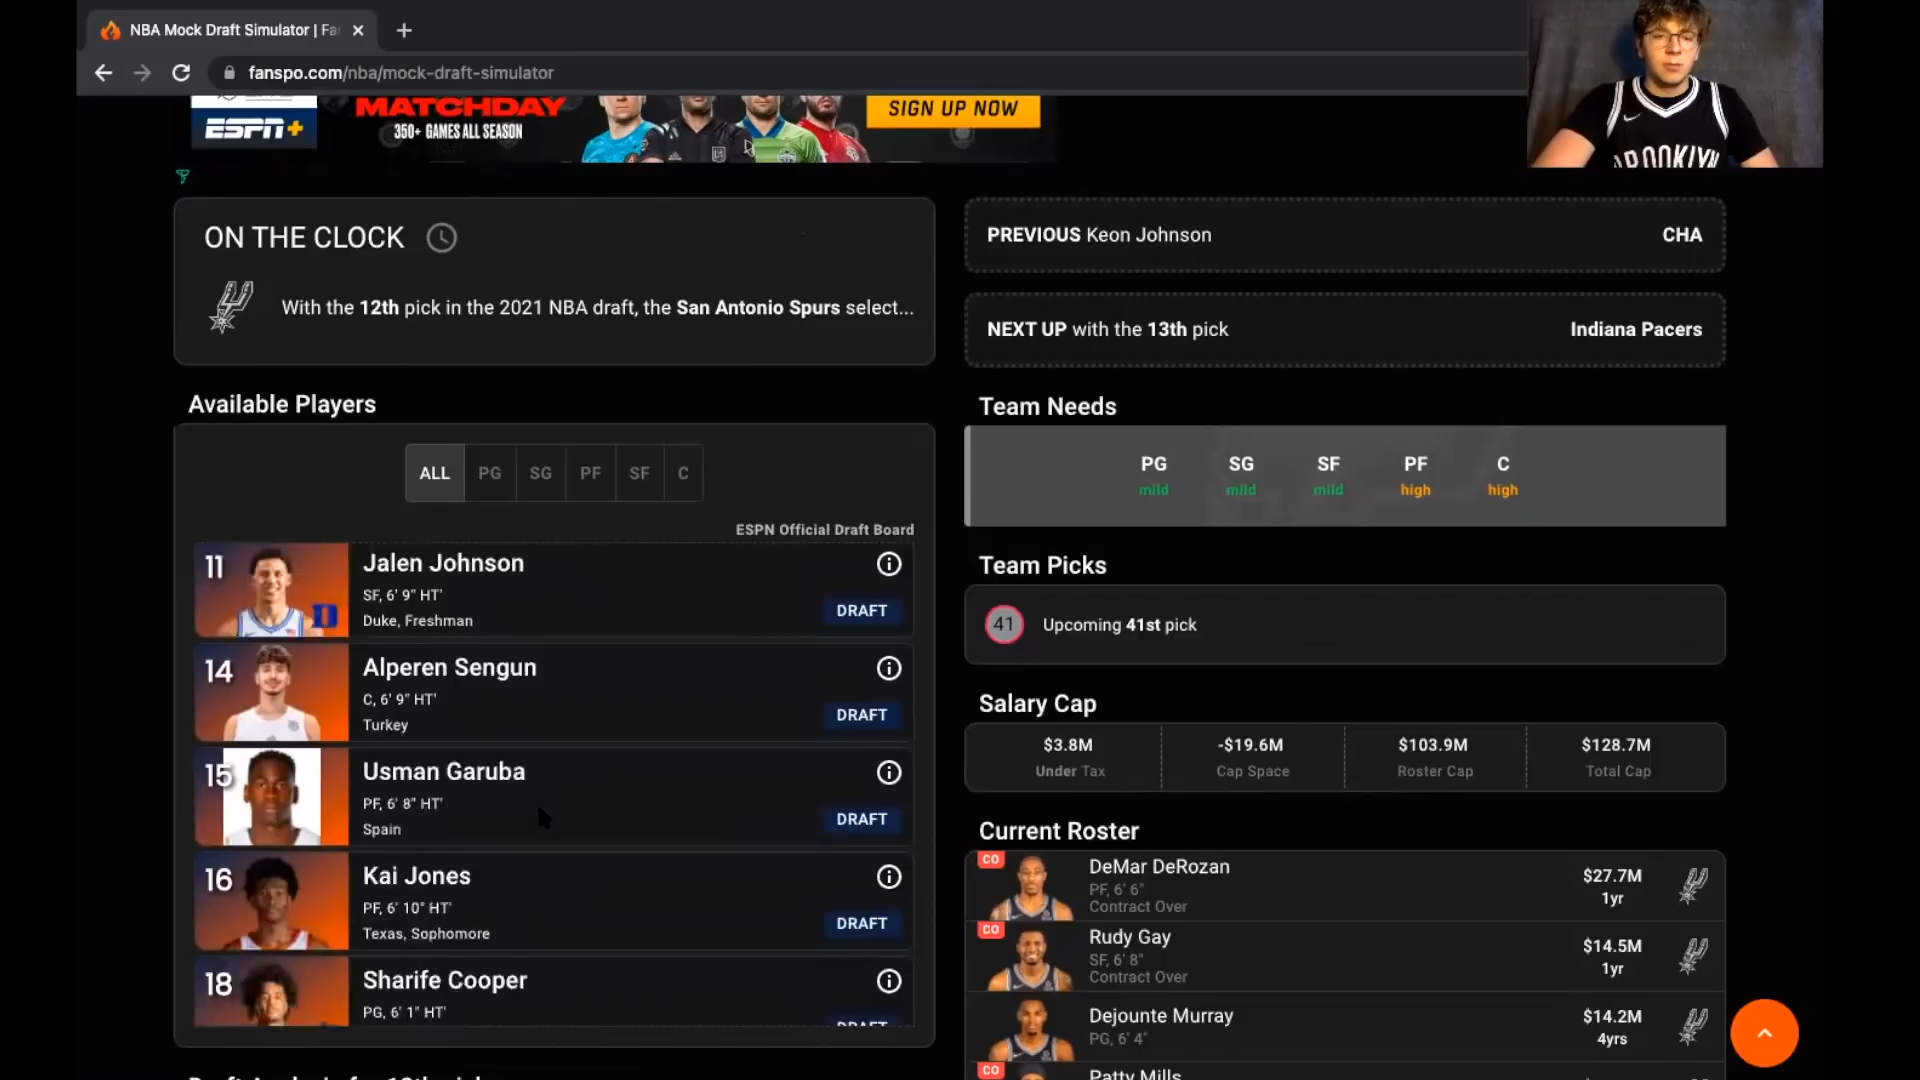 NBA Mock Draft Simulator | Fa
fanspo.com/nba/mock-draft-simulator
ESPN+
MATCHDAY
350+ GAMES ALL SEASON
SIGN UP NOW
BROOKLYN
ON THE CLOCK
With the 12th pick in the 2021 NBA draft, the San Antonio Spurs select...
PREVIOUS Keon Johnson
CHA
NEXT UP with the 13th pick
Indiana Pacers
Available Players
ALL PG SG PF SF C
ESPN Official Draft Board
11
Jalen Johnson
SF, 6' 9" HT'
Duke, Freshman
DRAFT
14
Alperen Sengun
C, 6' 9" HT'
Turkey
DRAFT
15
Usman Garuba
PF, 6' 8" HT'
Spain
DRAFT
16
Kai Jones
PF, 6' 10" HT'
Texas, Sophomore
DRAFT
18
Sharife Cooper
PG, 6' 1" HT'
DRAFT
Team Needs
PG SG SF PF C
mild mild mild high high
Team Picks
41 Upcoming 41st pick
Salary Cap
$3.8M -$19.6M $103.9M $128.7M
Under Tax Cap Space Roster Cap Total Cap
Current Roster
CO
DeMar DeRozan
PF, 6' 6"
Contract Over
$27.7M
1yr
CO
Rudy Gay
SF, 6' 8"
Contract Over
$14.5M
1yr
Dejounte Murray
PG, 6' 4"
$14.2M
4yrs
CO
Patty Mills